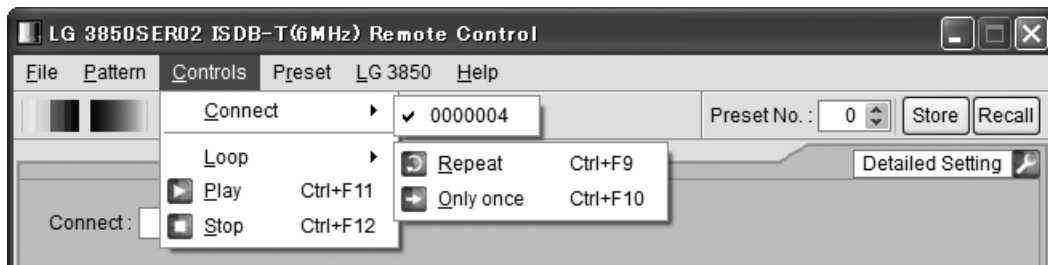 LG 3850SER02 ISDB-T(6MHz) Remote Control
File Pattern Controls Preset LG 3850 Help
Connect
0000004
Preset No. : 0 Store Recall
Loop
Repeat Ctrl+F9
Detailed Setting
Play Ctrl+F11
Only once Ctrl+F10
Connect :
Stop Ctrl+F12